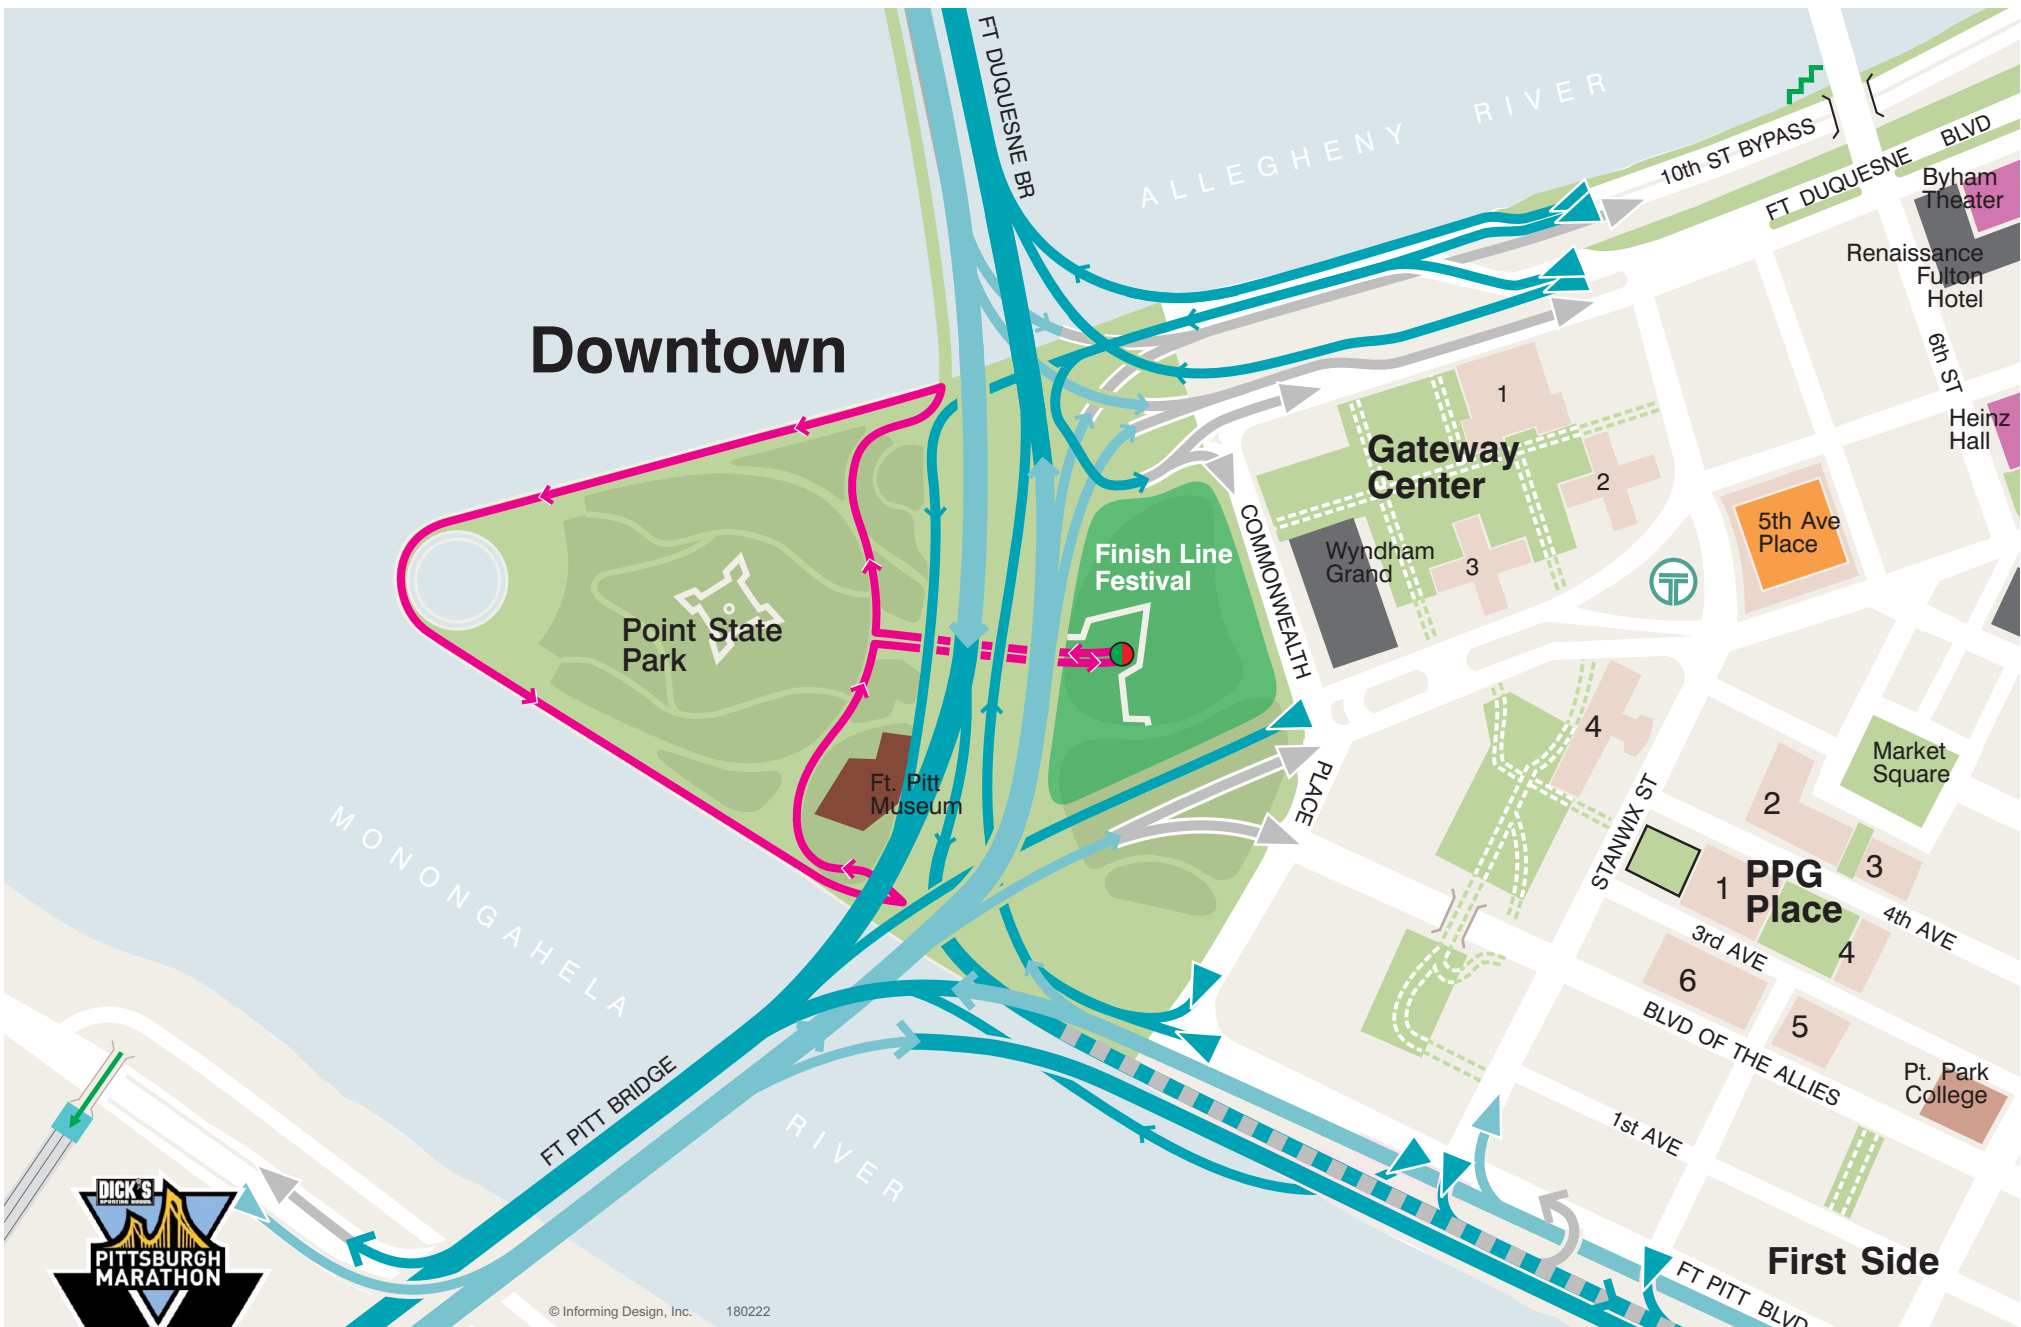 FT DUQUESNE BR
ALLEGHENY RIVER
10th ST BYPASS
FT DUQUESNE BLVD
Byham
Theater
Renaissance
Fulton
Hotel
6th ST
Heinz
Hall
Downtown
1
Gateway
Center
2
3
Wyndham
Grand
5th Ave
Place
T
COMMONWEALTH
PLACE
Finish Line
Festival
Point State
Park
Ft. Pitt
Museum
4
Market
Square
STANWIX ST
2
3
PPG
Place
1
4
4th AVE
3rd AVE
6
5
BLVD OF THE ALLIES
Pt. Park
College
1st AVE
MONONGAHELA
RIVER
FT PITT BRIDGE
First Side
FT PITT BLVD
DICK'S
SPORTING GOODS
PITTSBURGH
MARATHON
© Informing Design, Inc. 180222